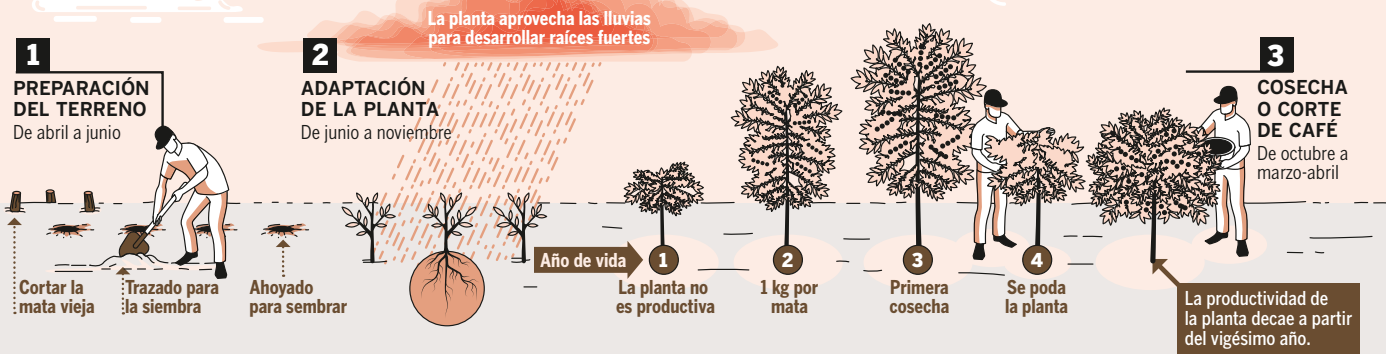 1
PREPARACIÓN
DEL TERRENO
De abril a junio
Cortar la
mata vieja
Trazado para
la siembra
Ahoyado
para sembrar
2
ADAPTACIÓN
DE LA PLANTA
De junio a noviembre
La planta aprovecha las lluvias
para desarrollar raíces fuertes
Año de vida
1
La planta no
es productiva
2
1 kg por
mata
3
Primera
cosecha
4
Se poda
la planta
3
COSECHA
O CORTE
DE CAFÉ
De octubre a
marzo-abril
La productividad de
la planta decae a partir
del vigésimo año.